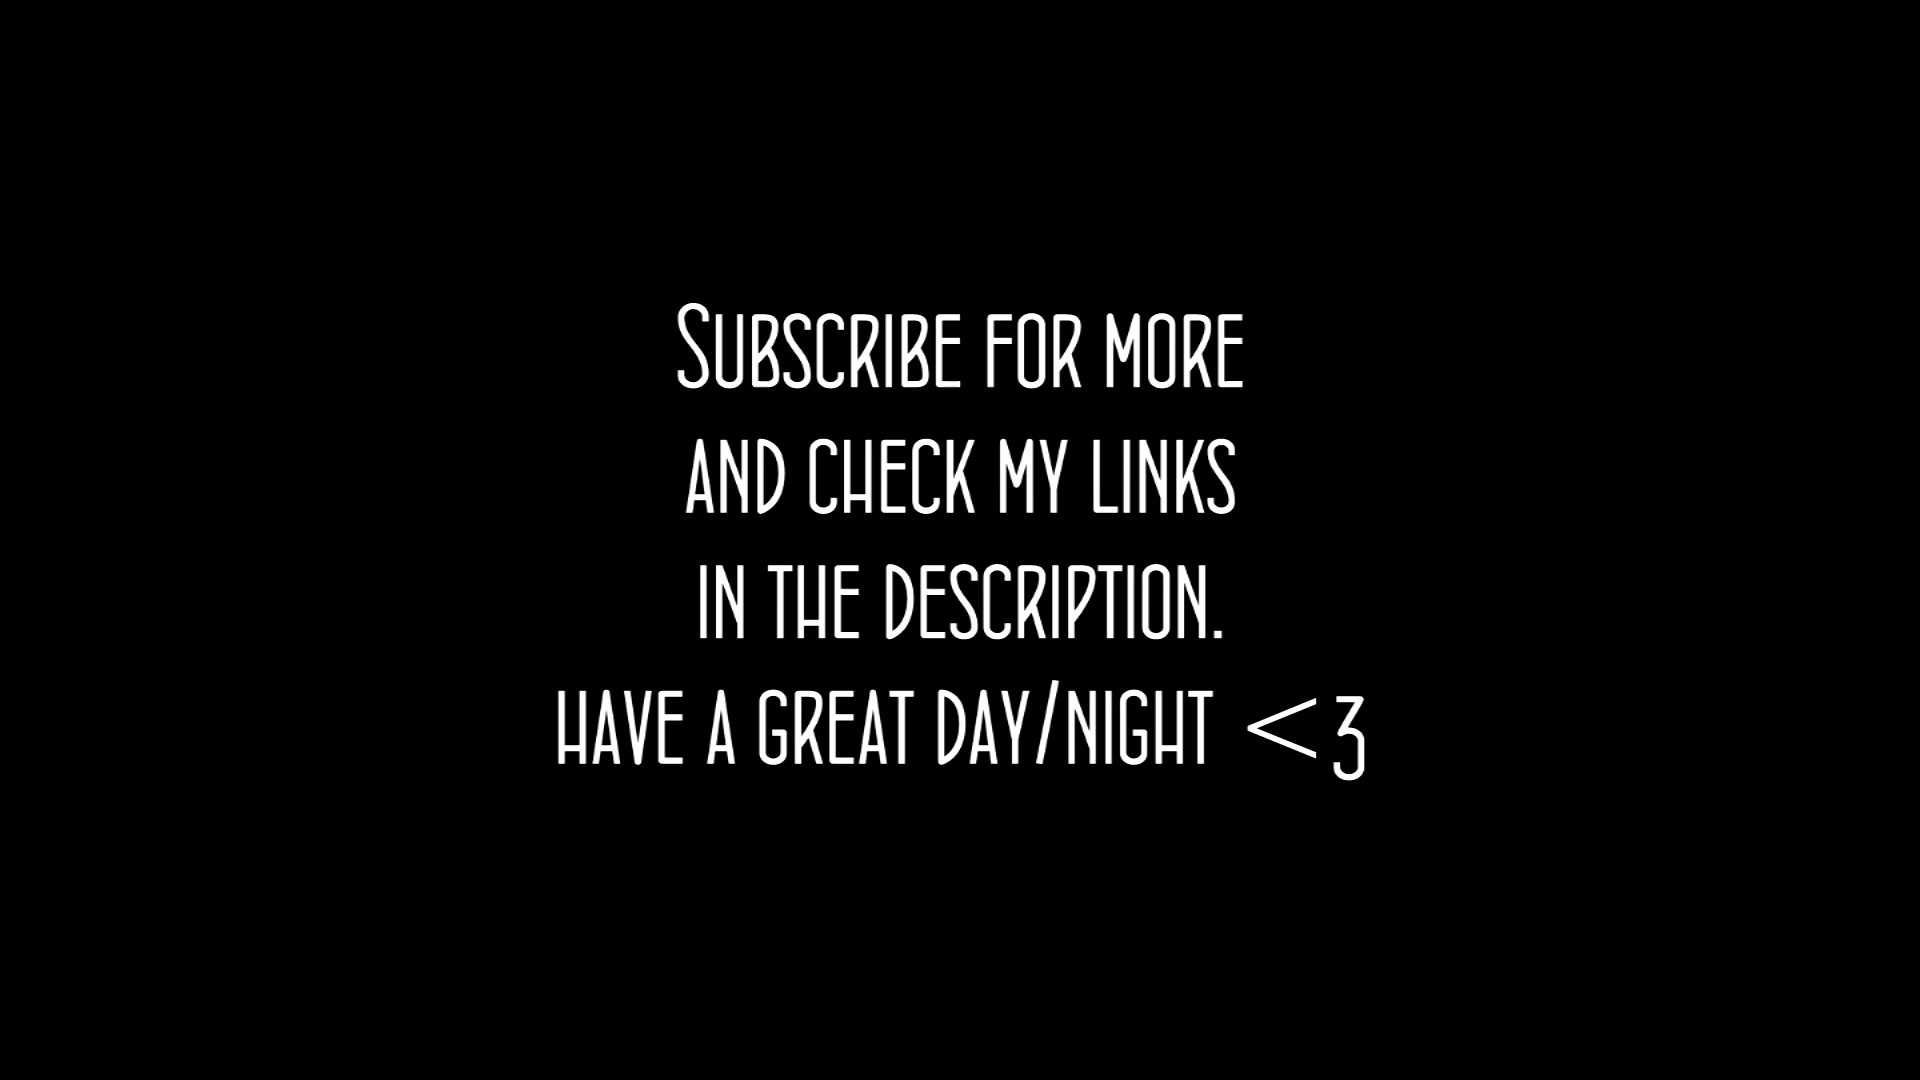 Subscribe for more
and check my links
in the description.
have a great day/night <3